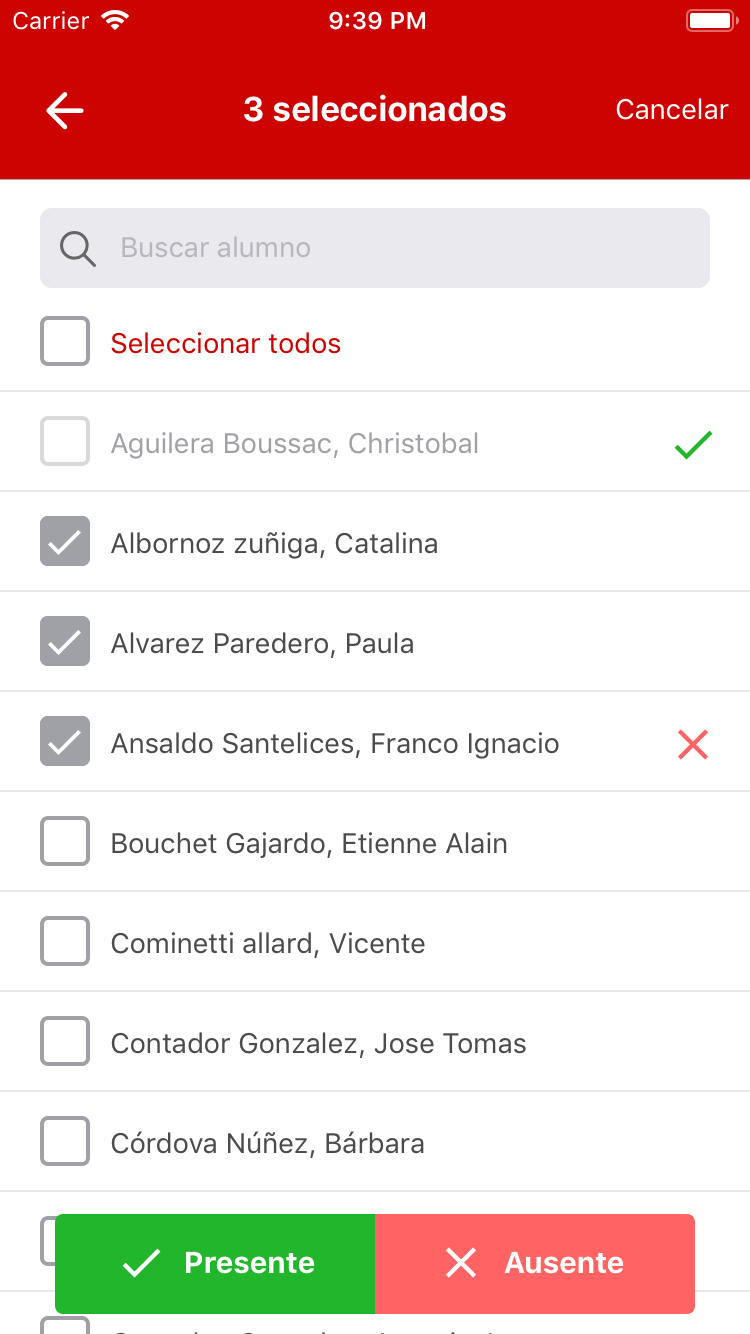 Carrier 9:39 PM
3 seleccionados Cancelar
Buscar alumno
Seleccionar todos
Aguilera Boussac, Christobal
Albornoz zuñiga, Catalina
Alvarez Paredero, Paula
Ansaldo Santelices, Franco Ignacio
Bouchet Gajardo, Etienne Alain
Cominetti allard, Vicente
Contador Gonzalez, Jose Tomas
Córdova Núñez, Bárbara
Presente Ausente